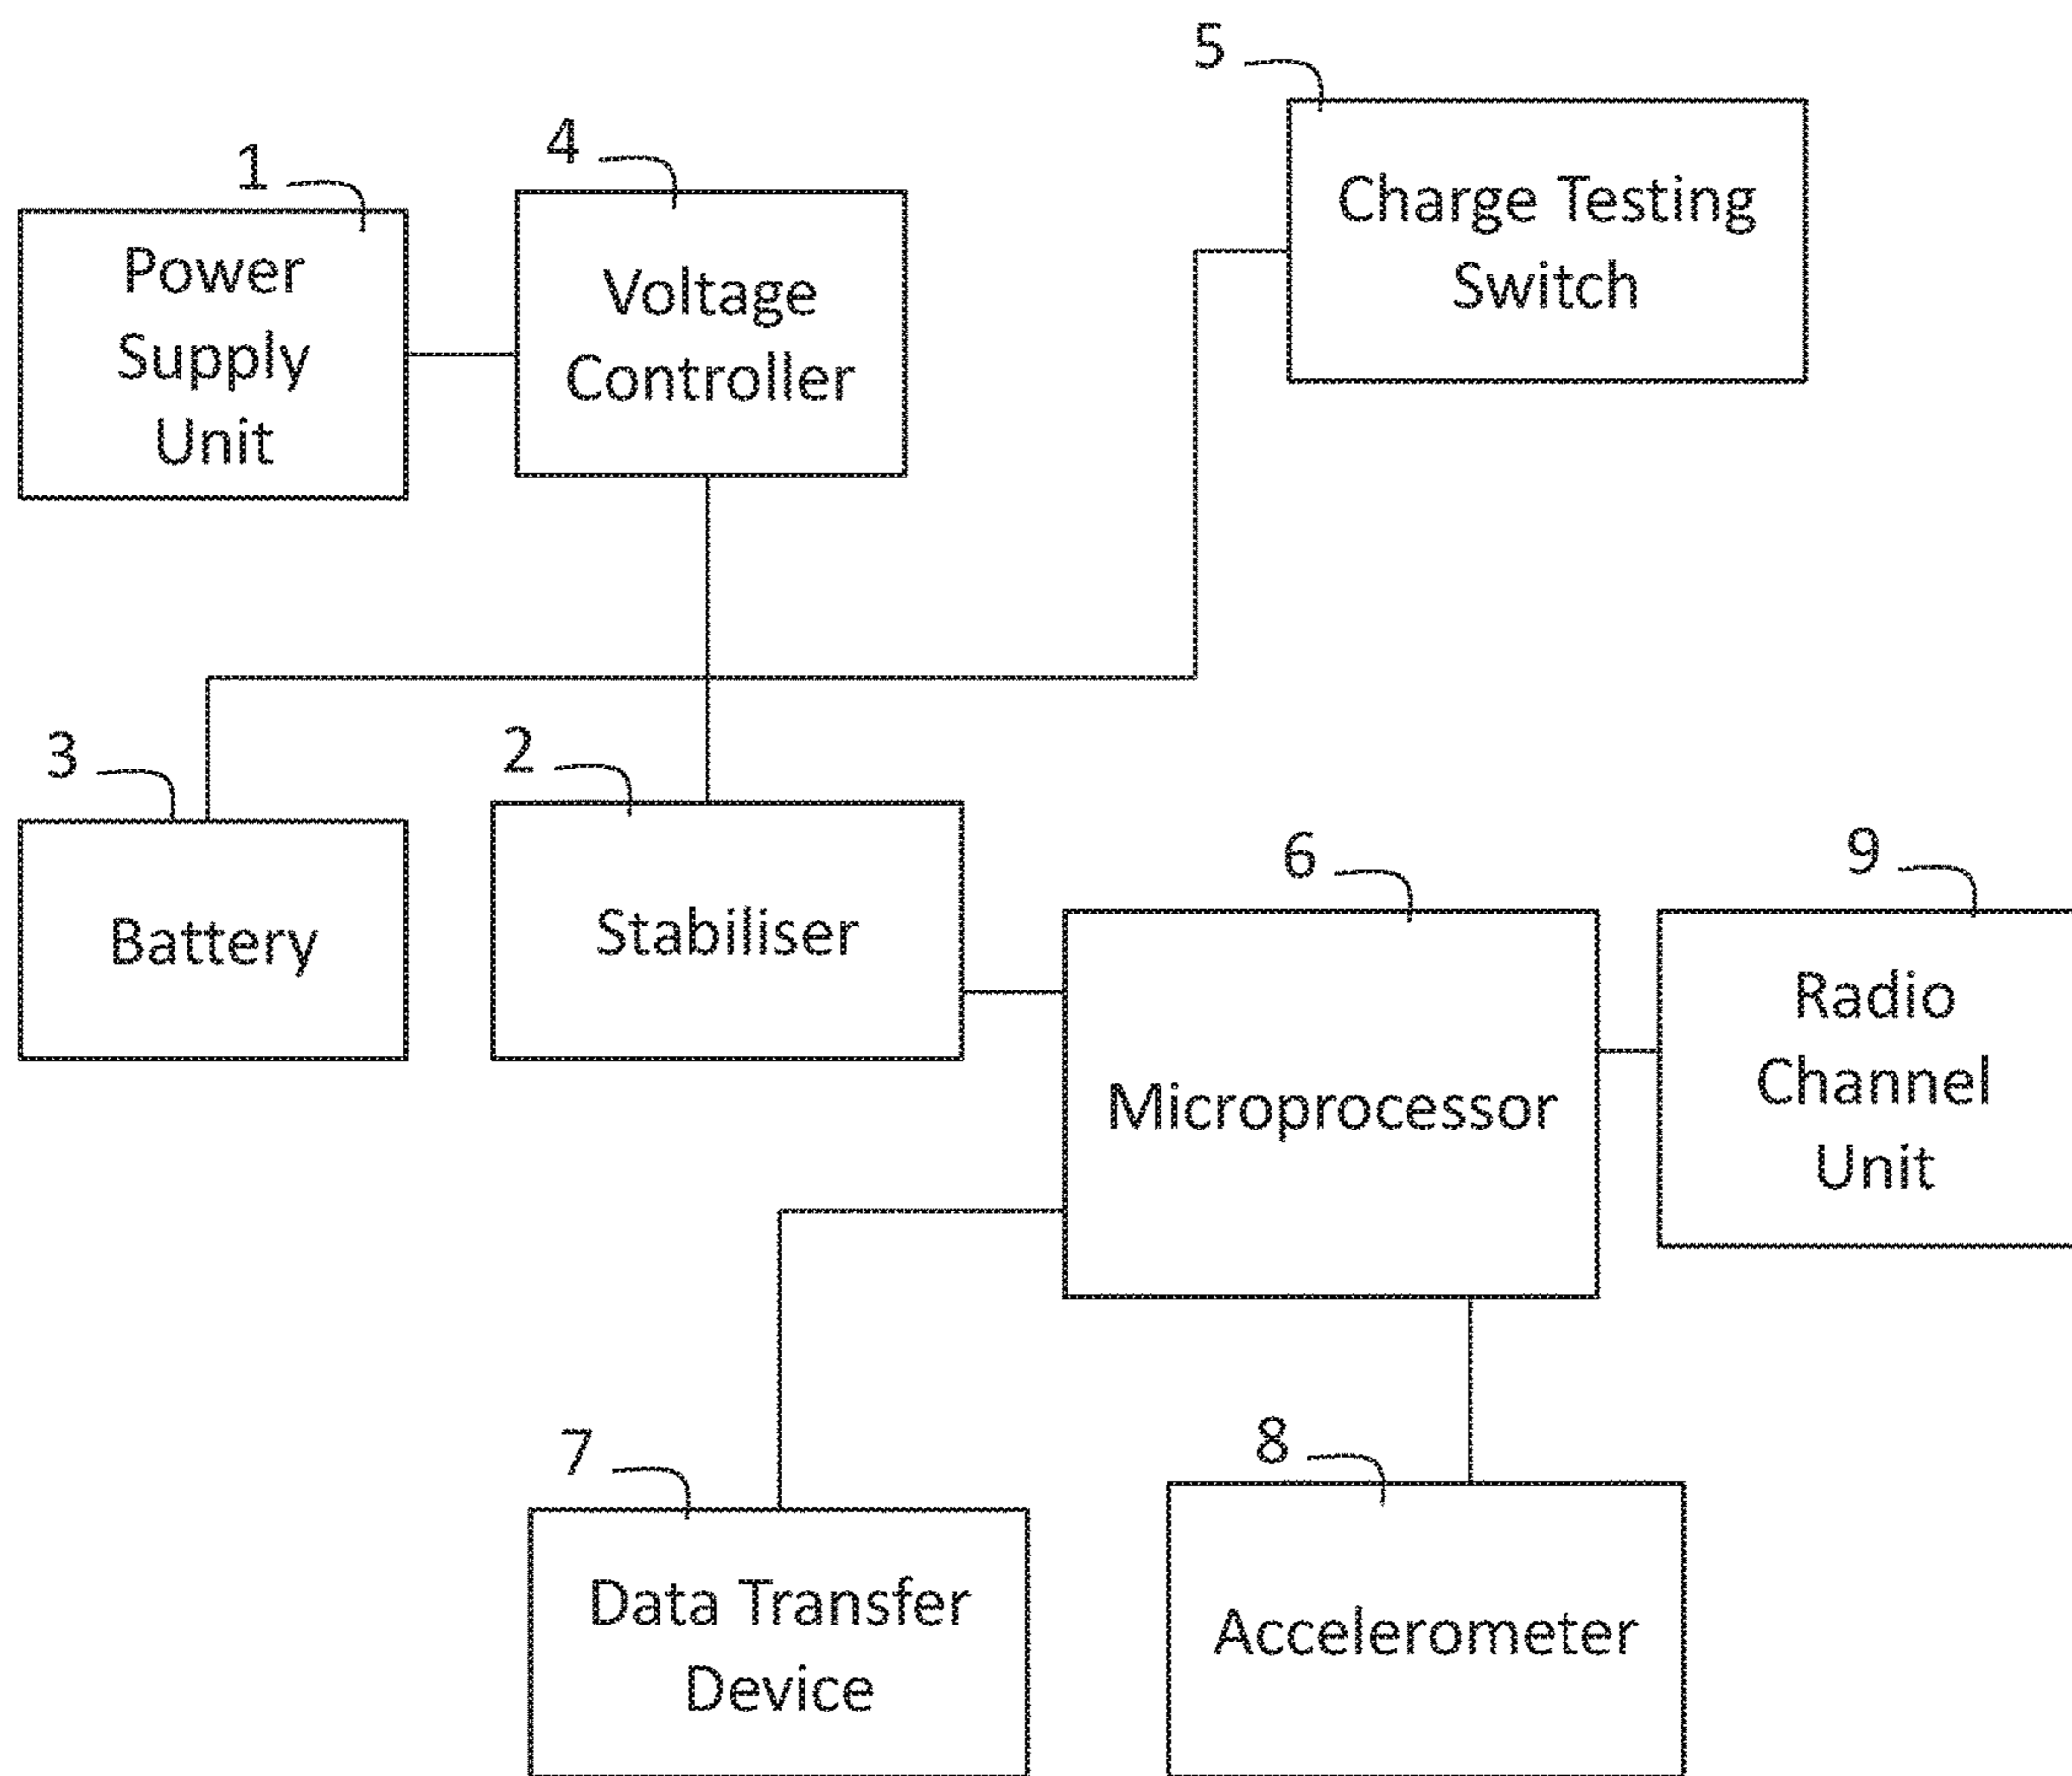 5
4
1
Charge Testing
Switch
Power
Supply
Unit
Voltage
Controller
3
2
6
9
Battery
Stabiliser
Microprocessor
Radio
Channel
Unit
7
8
Data Transfer
Device
Accelerometer